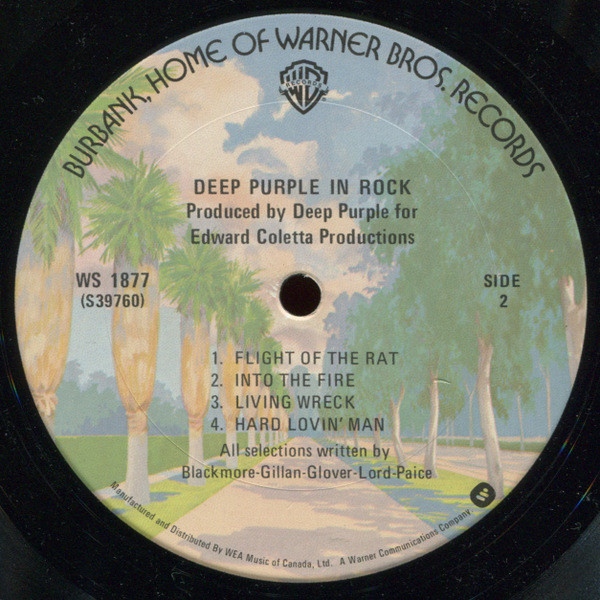 BURBANK, HOME OF WARNER BROS. RECORDS
WB
RECORDS
DEEP PURPLE IN ROCK
Produced by Deep Purple for
Edward Coletta Productions
WS 1877
(S39760)
SIDE
2
1. FLIGHT OF THE RAT
2. INTO THE FIRE
3. LIVING WRECK
4. HARD LOVIN' MAN
All selections written by
Blackmore-Gillan-Glover-Lord-Paice
Manufactured and Distributed By WEA Music of Canada, Ltd. A Warner Communications Company